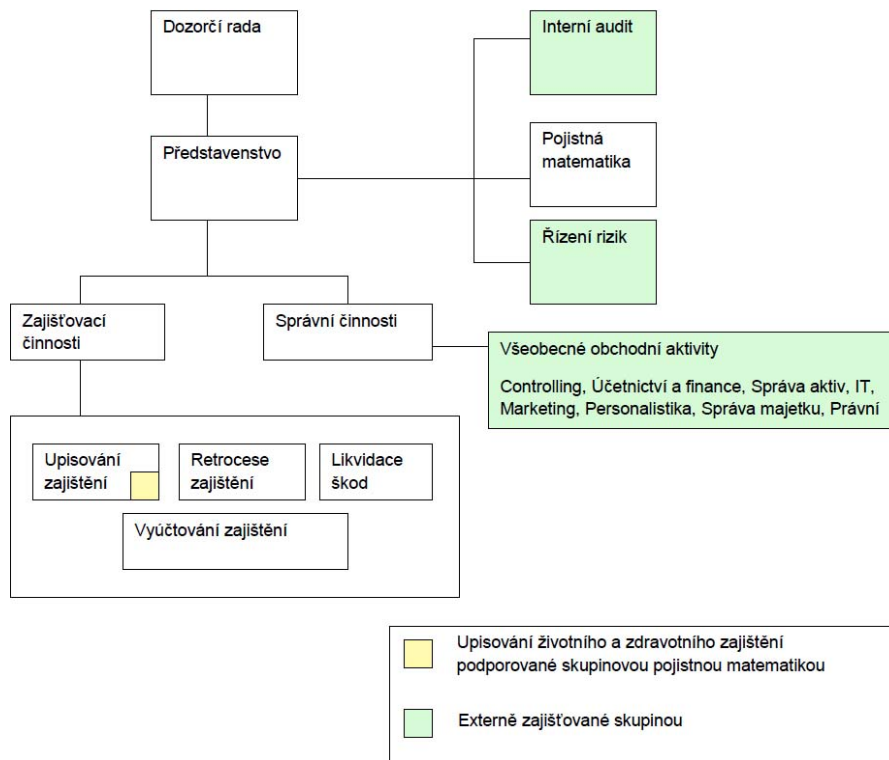 Dozorčí rada
Interní audit
Představenstvo
Pojistná
matematika
Řízení rizik
Zajišťovací
činnosti
Správní činnosti
Všeobecné obchodní aktivity
Controlling, Účetnictví a finance, Správa aktiv, IT,
Marketing, Personalistika, Správa majetku, Právní
Upisování
zajištění
Retrocese
zajištění
Likvidace
škod
Vyúčtování zajištění
Upisování životního a zdravotního zajištění
podporované skupinovou pojistnou matematikou
Externě zajišťované skupinou